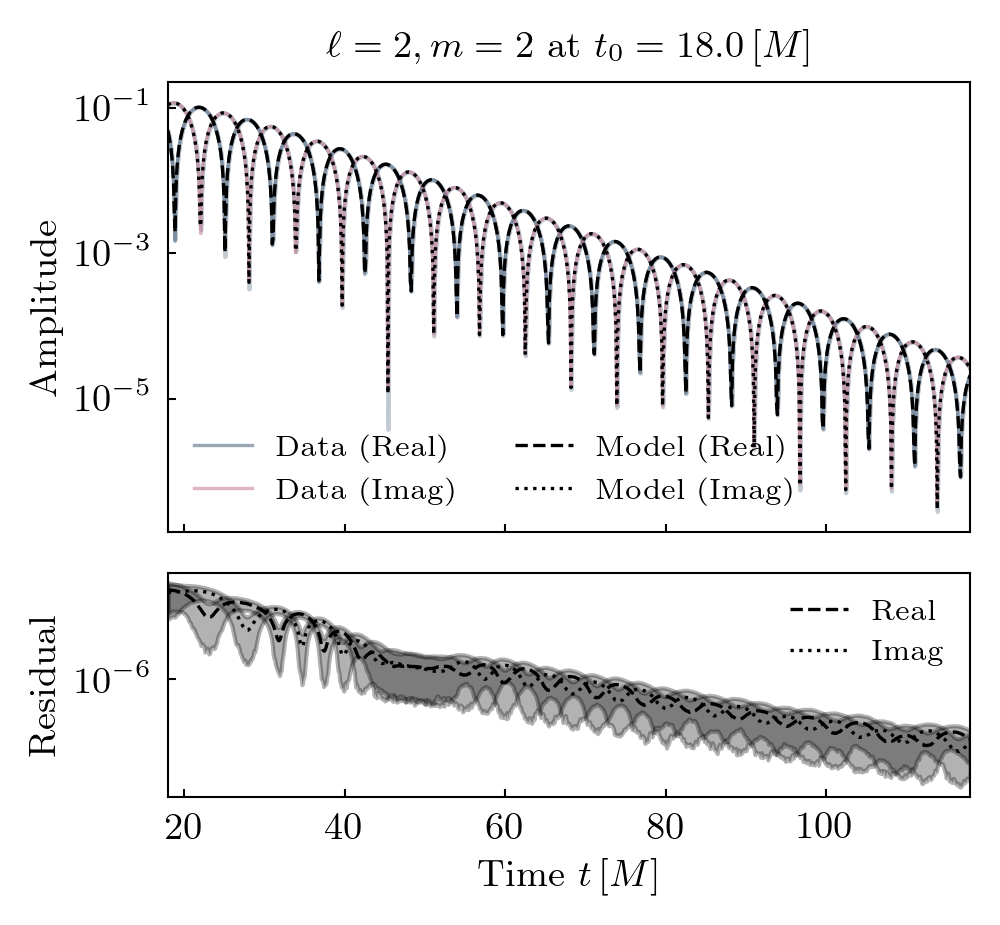 ℓ = 2, m = 2 at t₀ = 18.0 [M]
10⁻¹
10⁻³
10⁻⁵
Amplitude
Data (Real)
Data (Imag)
Model (Real)
Model (Imag)
Real
Imag
10⁻⁶
Residual
20 40 60 80 100
Time t [M]